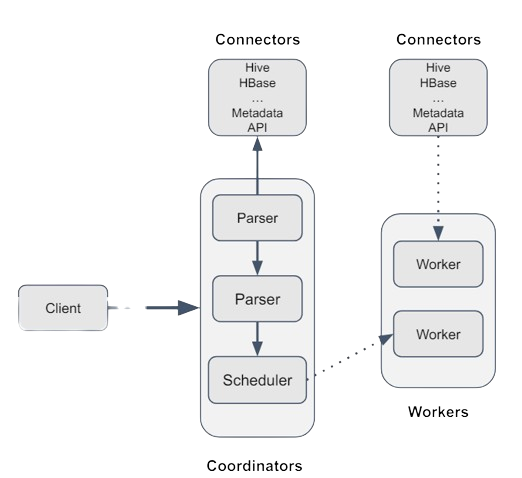 Connectors
Hive
HBase
...
Metadata
API
Connectors
Hive
HBase
...
Metadata
API
Parser
Parser
Scheduler
Coordinators
Client
Worker
Worker
Workers